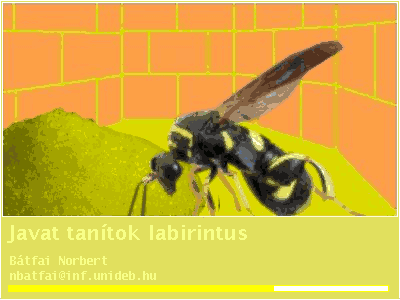 Javat tanítok labirintus
Bátfai Norbert
nbatfai@inf.unideb.hu